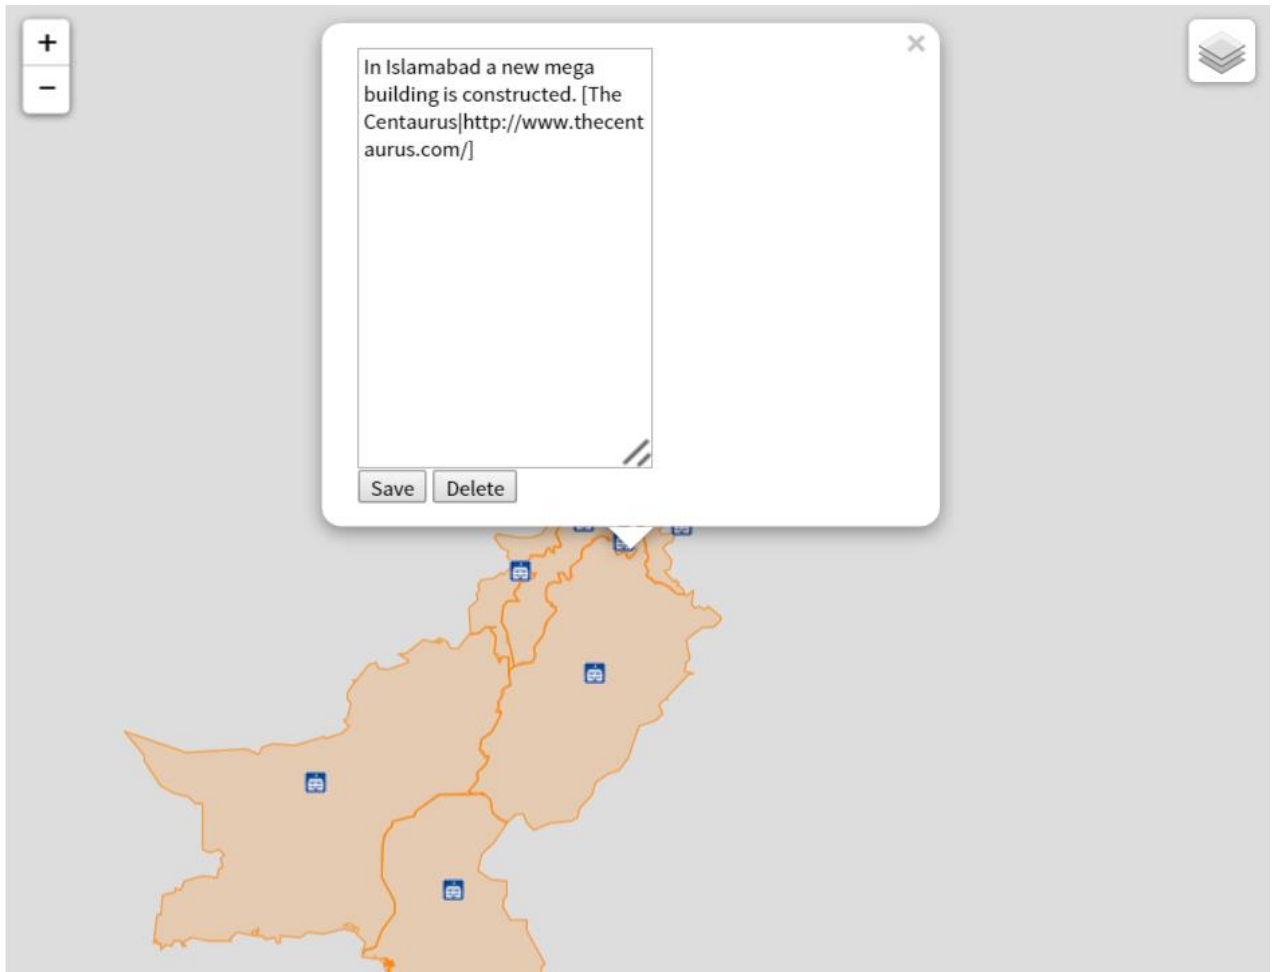 +
−
×
In Islamabad a new mega
building is constructed. [The
Centaurus|http://www.thecent
aurus.com/]
Save Delete